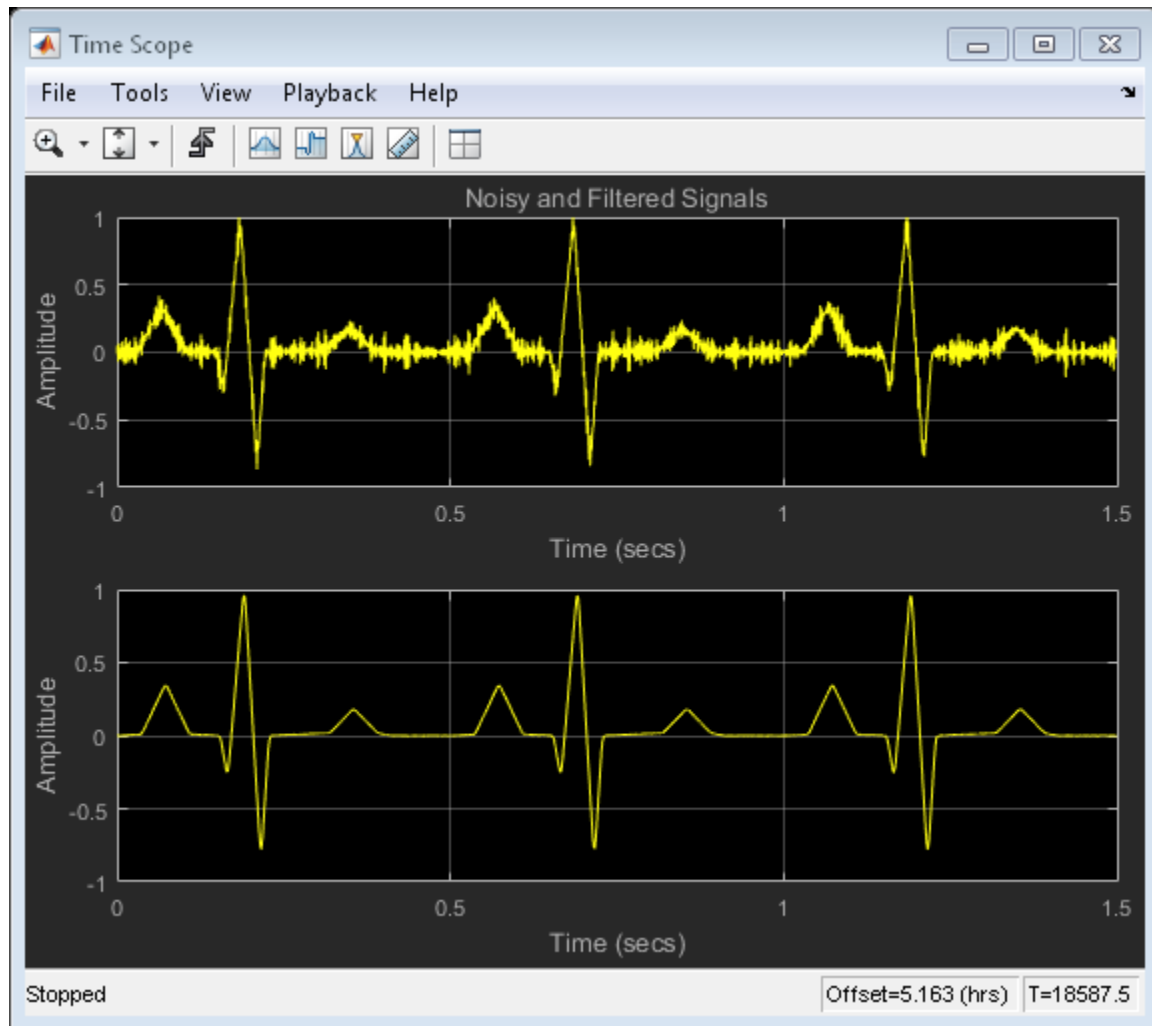 Time Scope
File Tools View Playback Help
Noisy and Filtered Signals
1
0.5
0
-0.5
-1
Amplitude
0 0.5 1 1.5
Time (secs)
1
0.5
0
-0.5
-1
Amplitude
0 0.5 1 1.5
Time (secs)
Stopped Offset=5.163 (hrs) T=18587.5